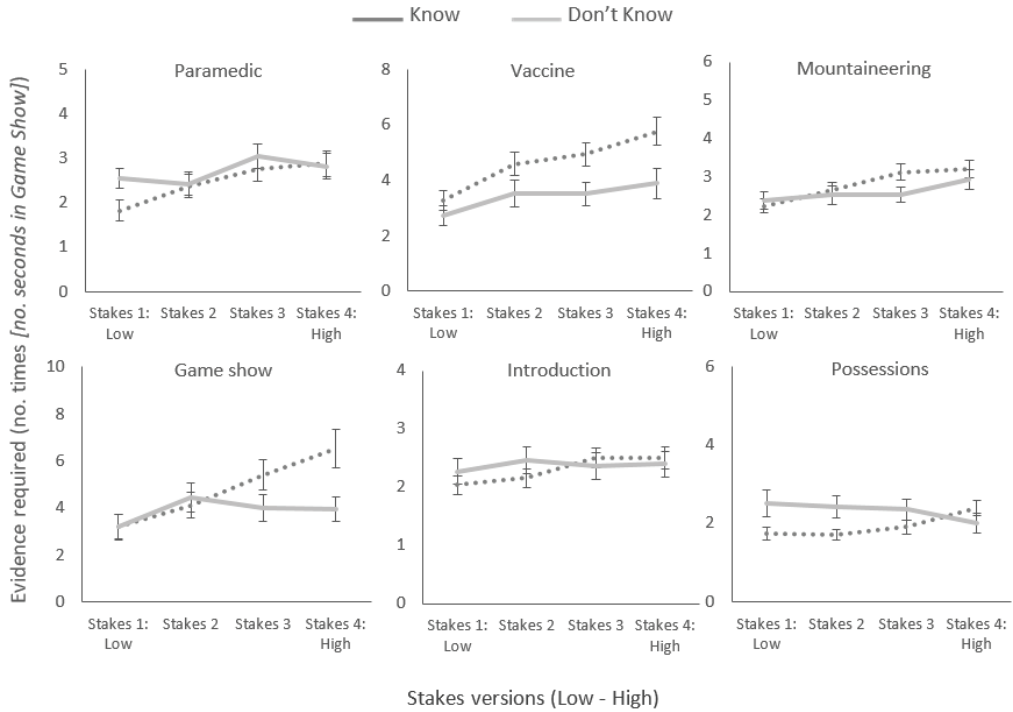 Know Don't Know
Evidence required (no. times [no. seconds in Game Show])
Paramedic
5
4
3
2
1
0
Stakes 1: Stakes 2 Stakes 3 Stakes 4:
Low High
Vaccine
8
6
4
2
0
Stakes 1: Stakes 2 Stakes 3 Stakes 4:
Low High
Mountaineering
6
5
4
3
2
1
0
Stakes 1: Stakes 2 Stakes 3 Stakes 4:
Low High
Game show
10
8
6
4
2
0
Stakes 1: Stakes 2 Stakes 3 Stakes 4:
Low High
Introduction
4
3
2
1
0
Stakes 1: Stakes 2 Stakes 3 Stakes 4:
Low High
Possessions
6
4
2
0
Stakes 1: Stakes 2 Stakes 3 Stakes 4:
Low High
Stakes versions (Low - High)